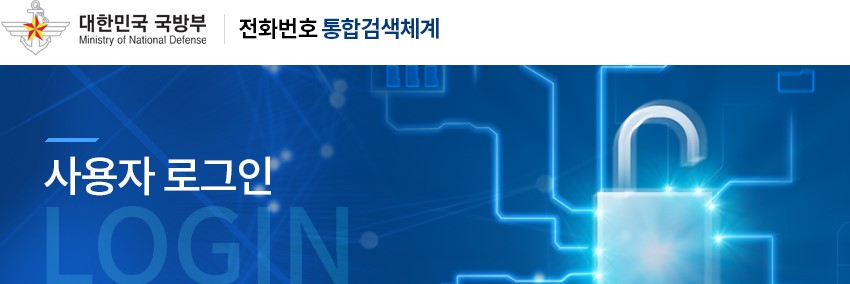 대한민국 국방부
Ministry of National Defense
전화번호 통합검색체계
사용자 로그인
LOGIN